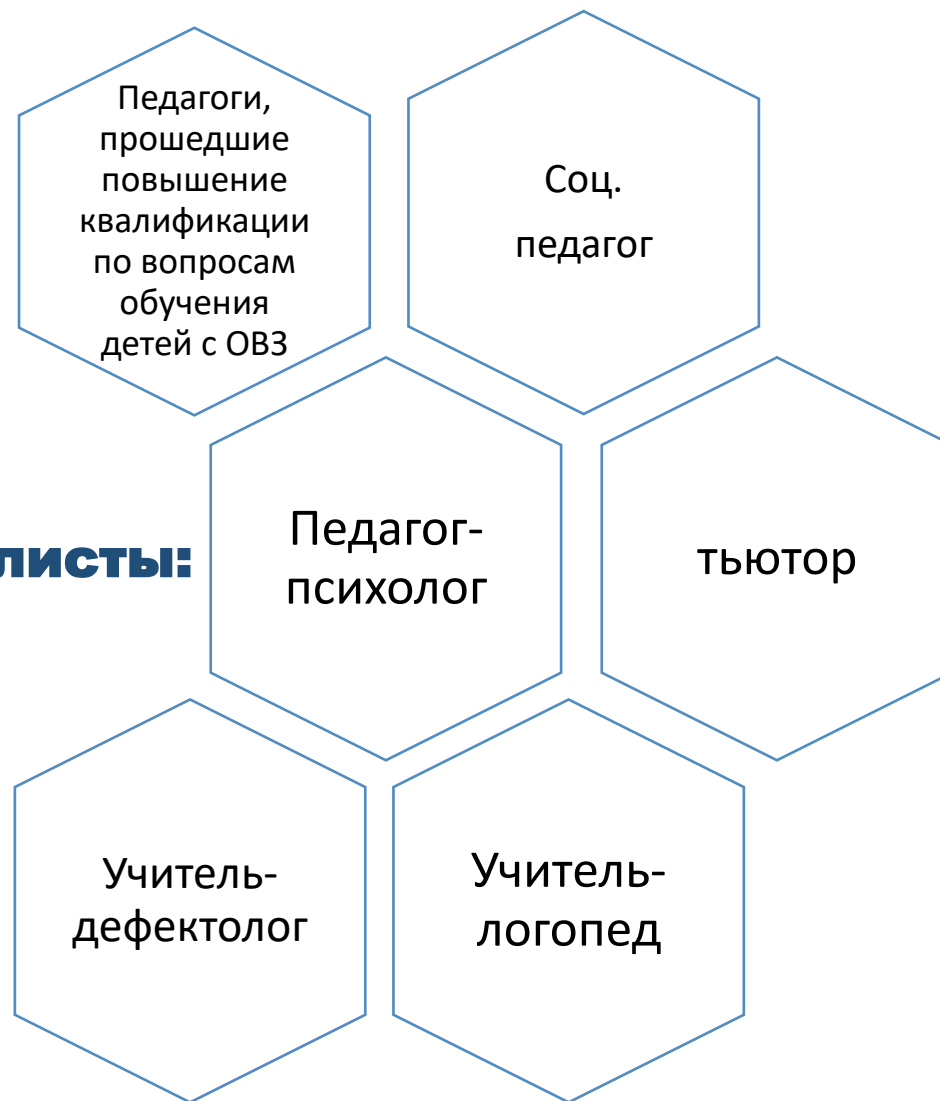 Педагоги,
прошедшие
повышение
квалификации
по вопросам
обучения
детей с ОВЗ
Соц.
педагог
листы:
Педагог-
психолог
тьютор
Учитель-
дефектолог
Учитель-
логопед